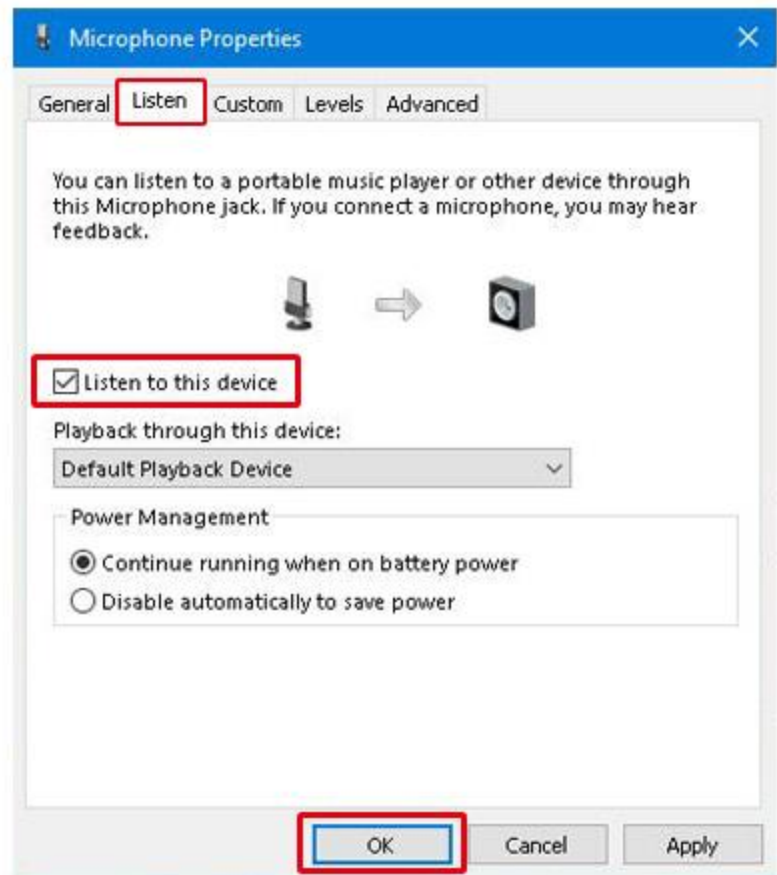 Microphone Properties
General Listen Custom Levels Advanced
You can listen to a portable music player or other device through
this Microphone jack. If you connect a microphone, you may hear
feedback.
Listen to this device
Playback through this device:
Default Playback Device
Power Management
Continue running when on battery power
Disable automatically to save power
OK Cancel Apply